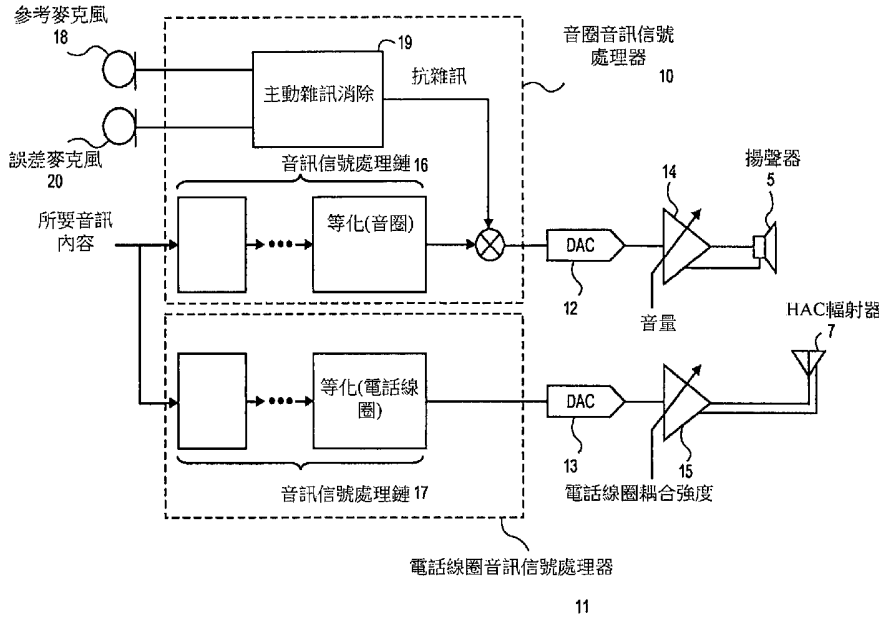 參考麥克風
18
19
主動雜訊消除
抗雜訊
音圈音訊信號
處理器
10
誤差麥克風
20
音訊信號處理鏈16
所要音訊
內容
等化(音圈)
DAC
12
14
音量
揚聲器
5
HAC輻射器
7
等化(電話線
圈)
DAC
13
15
電話線圈耦合強度
音訊信號處理鏈17
電話線圈音訊信號處理器
11